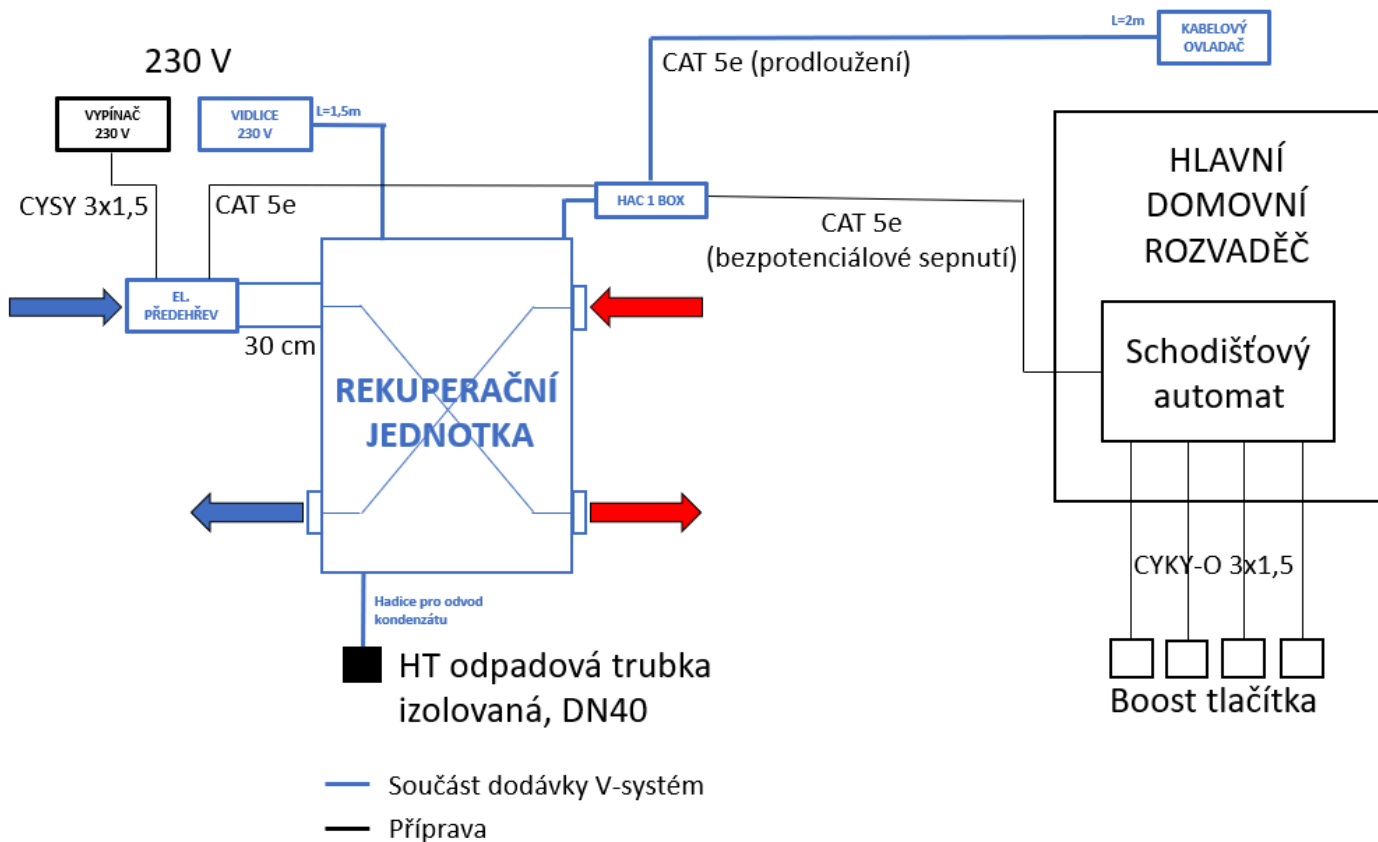 L=2m
KABELOVÝ
OVLADAČ
CAT 5e (prodloužení)
230 V
VYPÍNAČ
230 V
VIDLICE
230 V
L=1,5m
HLAVNÍ
DOMOVNÍ
ROZVADĚČ
CYSY 3x1,5
CAT 5e
HAC 1 BOX
CAT 5e
(bezpotenciálové sepnutí)
EL.
PŘEDEHŘEV
30 cm
REKUPERAČNÍ
JEDNOTKA
Schodišťový
automat
CYKY-O 3x1,5
Boost tlačítka
Hadice pro odvod
kondenzátu
HT odpadová trubka
izolovaná, DN40
Součást dodávky V-systém
Příprava